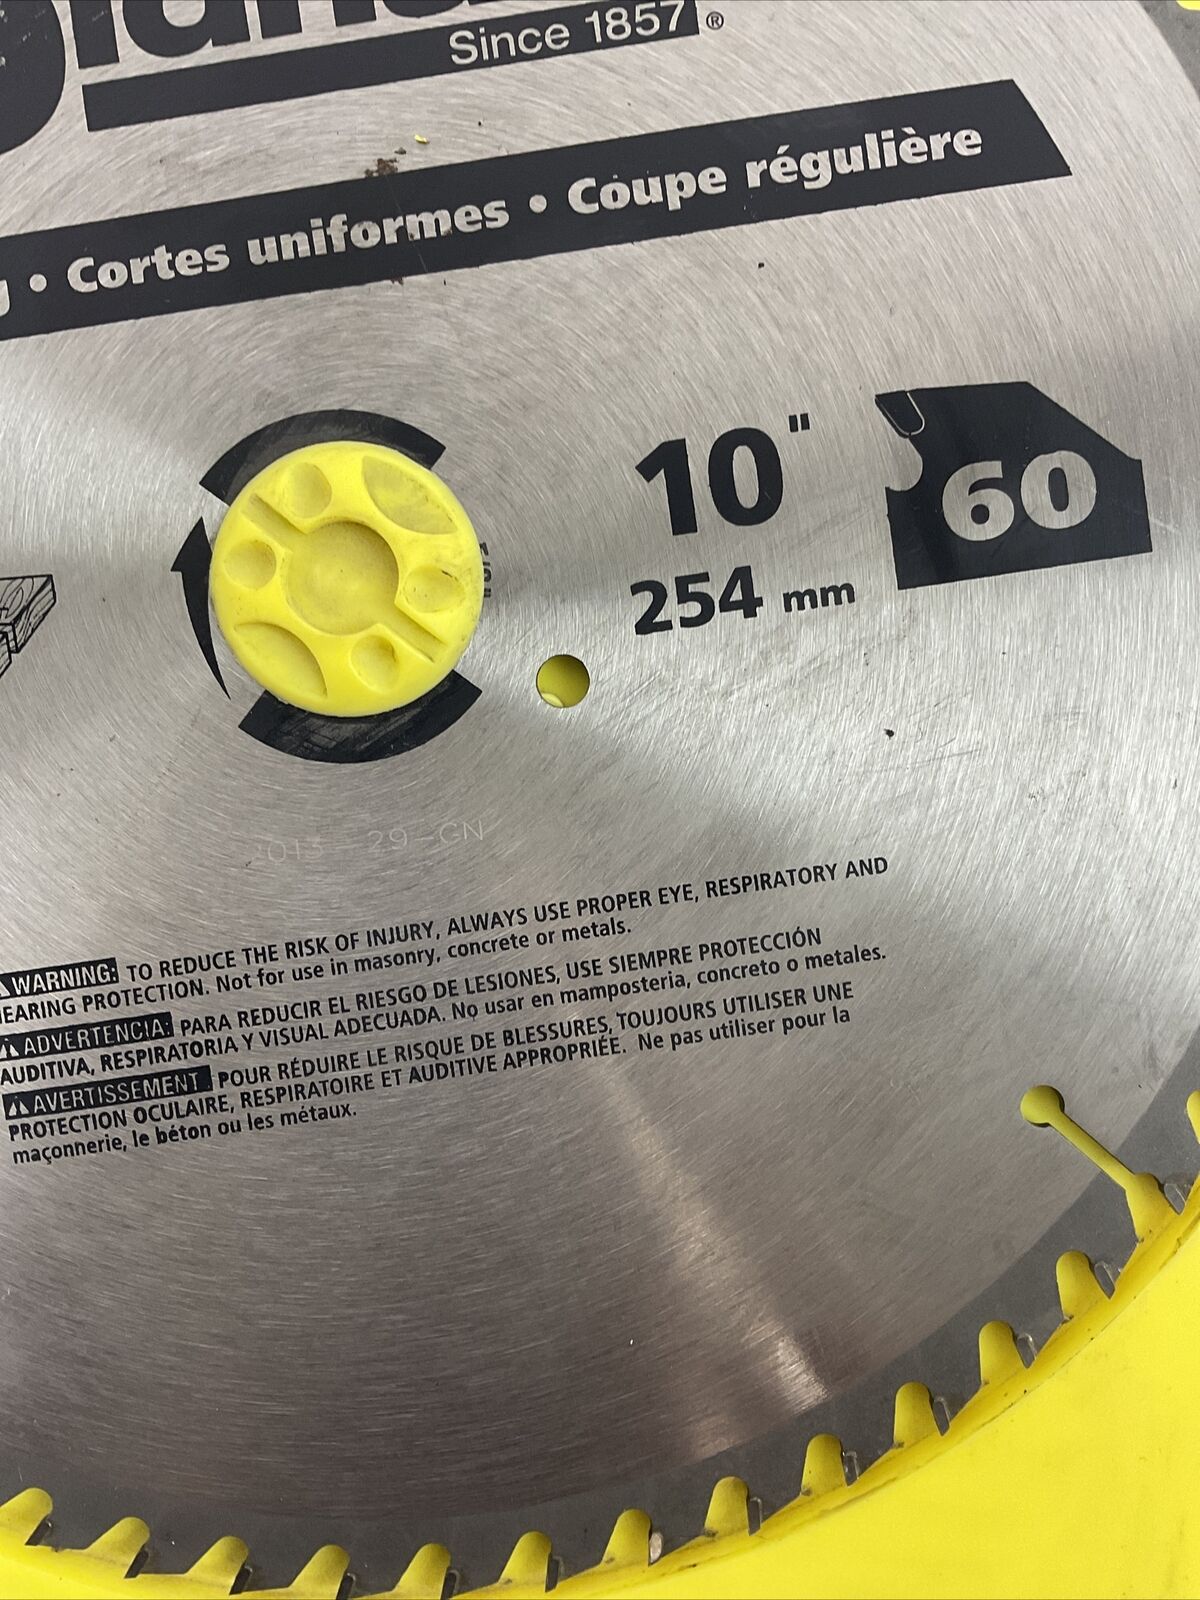 Since 1857®
• Cortes uniformes • Coupe régulière
10"
60
254 mm
29-CN
WARNING: TO REDUCE THE RISK OF INJURY, ALWAYS USE PROPER EYE, RESPIRATORY AND
HEARING PROTECTION. Not for use in masonry, concrete or metals.
ADVERTENCIA: PARA REDUCIR EL RIESGO DE LESIONES, USE SIEMPRE PROTECCIÓN
AUDITIVA, RESPIRATORIA Y VISUAL ADECUADA. No usar en mamposteria, concreto o metales.
AVERTISSEMENT POUR RÉDUIRE LE RISQUE DE BLESSURES, TOUJOURS UTILISER UNE
PROTECTION OCULAIRE, RESPIRATOIRE ET AUDITIVE APPROPRIÉE. Ne pas utiliser pour la
maçonnerie, le béton ou les métaux.